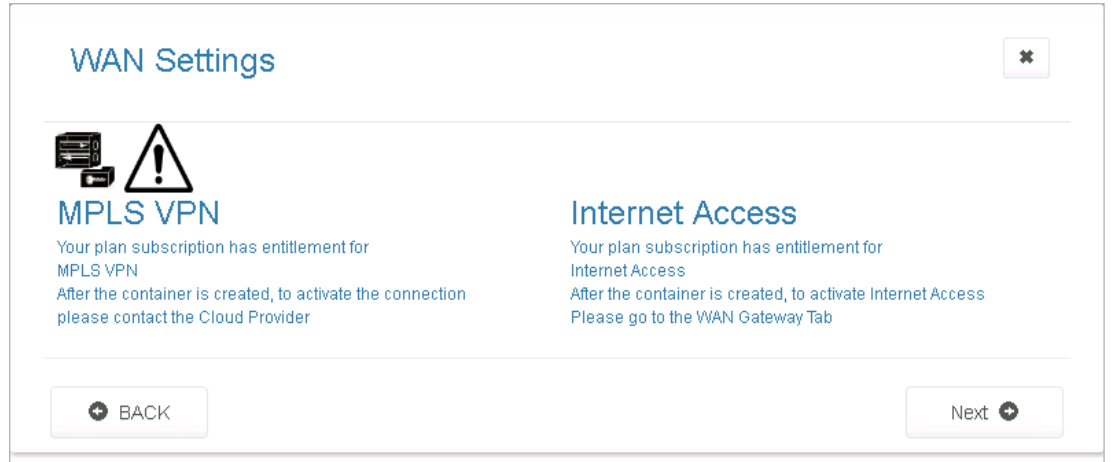 WAN Settings
MPLS VPN
Your plan subscription has entitlement for
MPLS VPN
After the container is created, to activate the connection
please contact the Cloud Provider
Internet Access
Your plan subscription has entitlement for
Internet Access
After the container is created, to activate Internet Access
Please go to the WAN Gateway Tab
BACK
Next